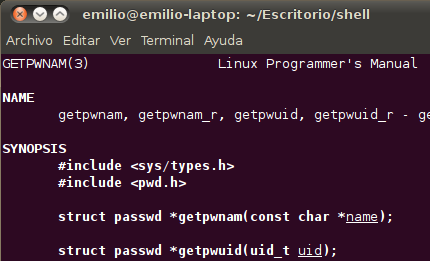 emilio@emilio-laptop: ~/Escritorio/shell
Archivo Editar Ver Terminal Ayuda
GETPWNAM(3) Linux Programmer's Manual
NAME
getpwnam, getpwnam_r, getpwuid, getpwuid_r - ge
SYNOPSIS
#include <sys/types.h>
#include <pwd.h>
struct passwd *getpwnam(const char *name);
struct passwd *getpwuid(uid_t uid);